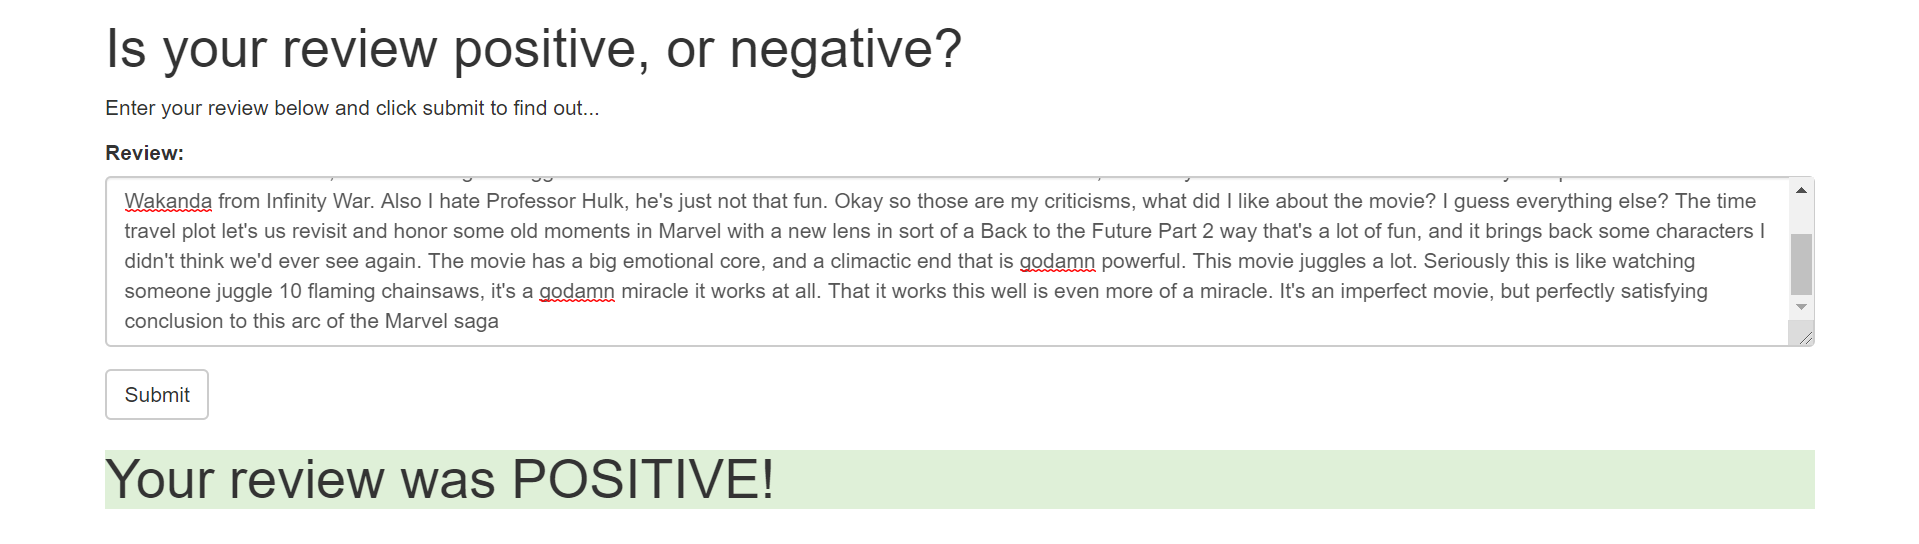 Is your review positive, or negative?
Enter your review below and click submit to find out...
Review:
Wakanda from Infinity War. Also I hate Professor Hulk, he's just not that fun. Okay so those are my criticisms, what did I like about the movie? I guess everything else? The time
travel plot let's us revisit and honor some old moments in Marvel with a new lens in sort of a Back to the Future Part 2 way that's a lot of fun, and it brings back some characters I
didn't think we'd ever see again. The movie has a big emotional core, and a climactic end that is godamn powerful. This movie juggles a lot. Seriously this is like watching
someone juggle 10 flaming chainsaws, it's a godamn miracle it works at all. That it works this well is even more of a miracle. It's an imperfect movie, but perfectly satisfying
conclusion to this arc of the Marvel saga
Submit
Your review was POSITIVE!